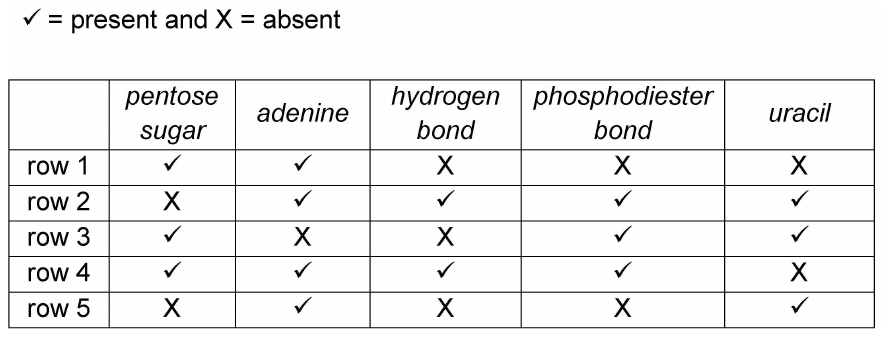 ✓ = present and X = absent
pentose sugar adenine hydrogen bond phosphodiester bond uracil
row 1 ✓ ✓ X X X
row 2 X ✓ ✓ ✓ ✓
row 3 ✓ X X ✓ ✓
row 4 ✓ ✓ ✓ ✓ X
row 5 X ✓ X X ✓